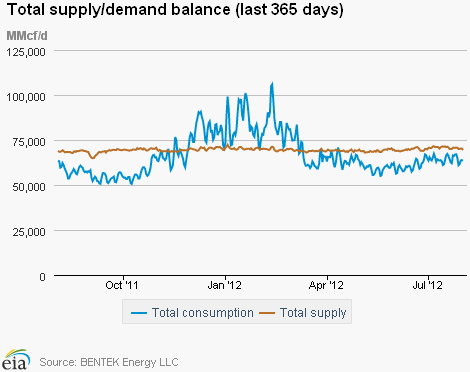 Total supply/demand balance (last 365 days)
MMcf/d
125,000
100,000
75,000
50,000
25,000
0
Oct '11 Jan '12 Apr '12 Jul '12
Total consumption Total supply
eia Source: BENTEK Energy LLC